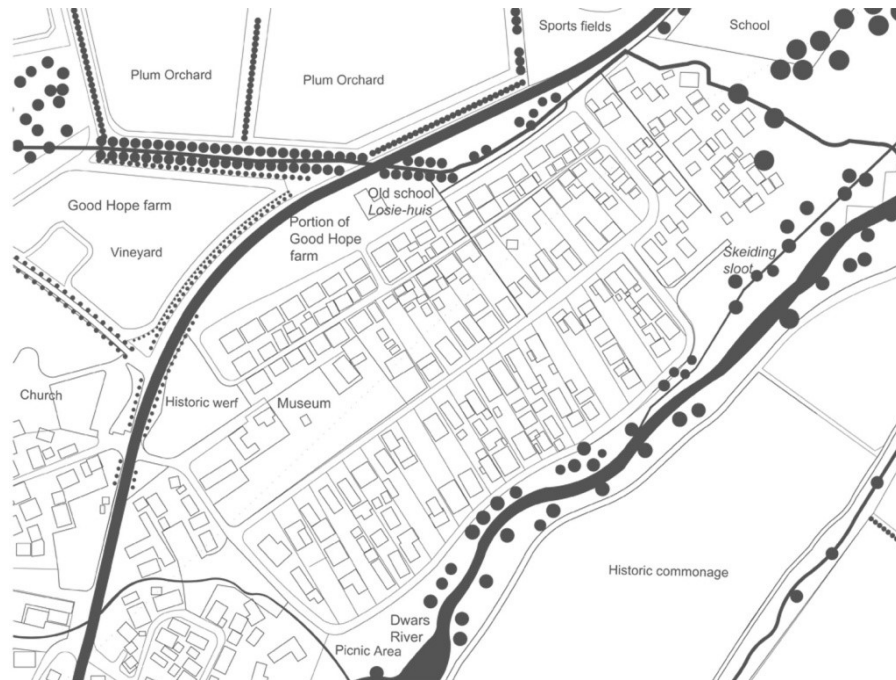 Sports fields
School
Plum Orchard
Plum Orchard
Old school
Losie-huis
Good Hope farm
Portion of
Good Hope
farm
Vineyard
Skeiding
sloot
Church
Historic werf
Museum
Historic commonage
Dwars
River
Picnic Area